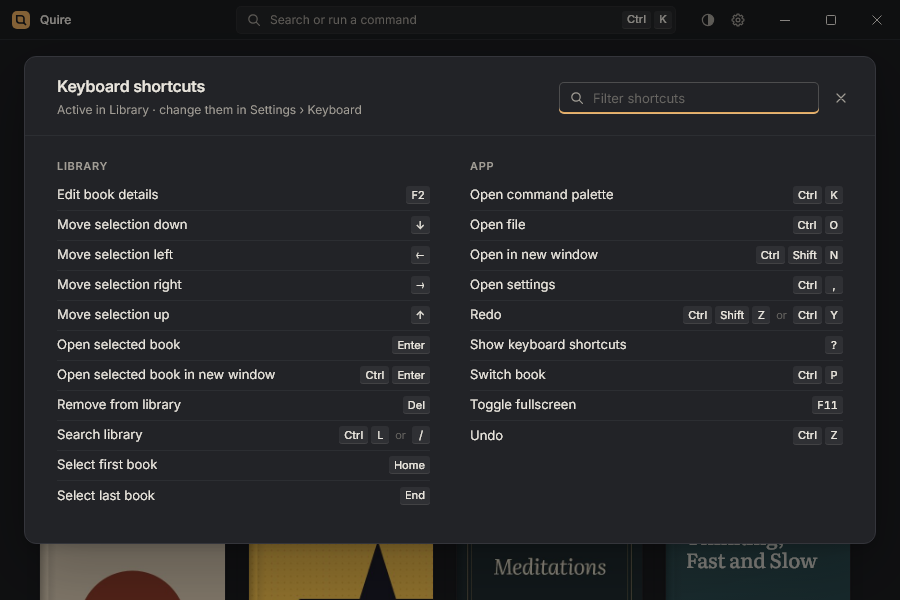 Quire
Search or run a command
Ctrl K
Keyboard shortcuts
Active in Library · change them in Settings › Keyboard
Filter shortcuts
LIBRARY
Edit book details F2
Move selection down ↓
Move selection left ←
Move selection right →
Move selection up ↑
Open selected book Enter
Open selected book in new window Ctrl Enter
Remove from library Del
Search library Ctrl L or /
Select first book Home
Select last book End
APP
Open command palette Ctrl K
Open file Ctrl O
Open in new window Ctrl Shift N
Open settings Ctrl ,
Redo Ctrl Shift Z or Ctrl Y
Show keyboard shortcuts ?
Switch book Ctrl P
Toggle fullscreen F11
Undo Ctrl Z
Meditations
Fast and Slow